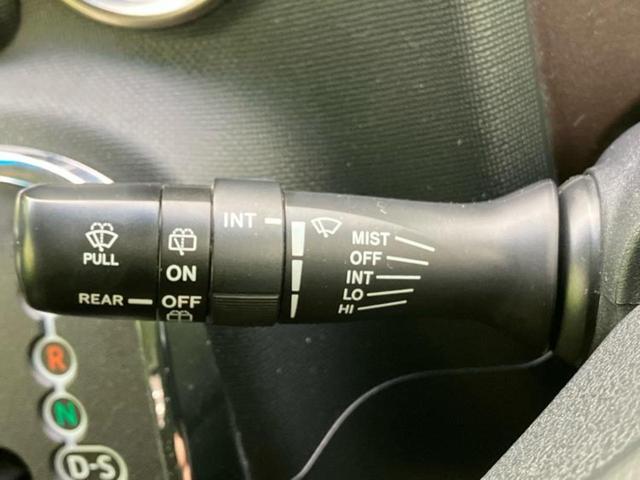 PULL
REAR
ON
OFF
INT
MIST
OFF
INT
LO
HI
R
N
D-S